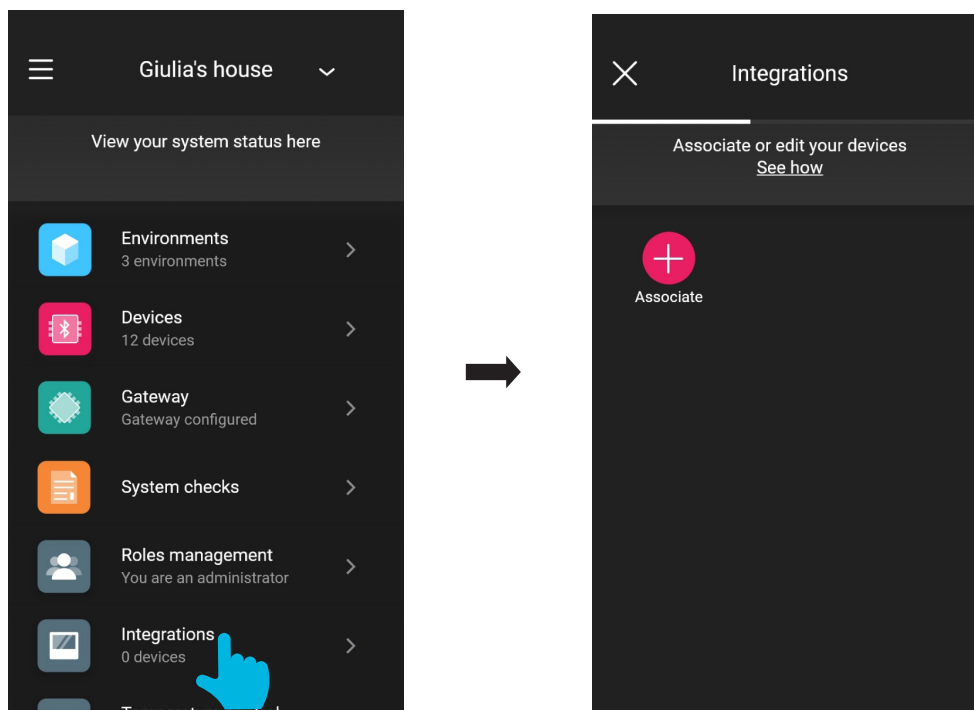 Giulia's house
View your system status here
Environments
3 environments
Devices
12 devices
Gateway
Gateway configured
System checks
Roles management
You are an administrator
Integrations
0 devices
Integrations
Associate or edit your devices
See how
Associate